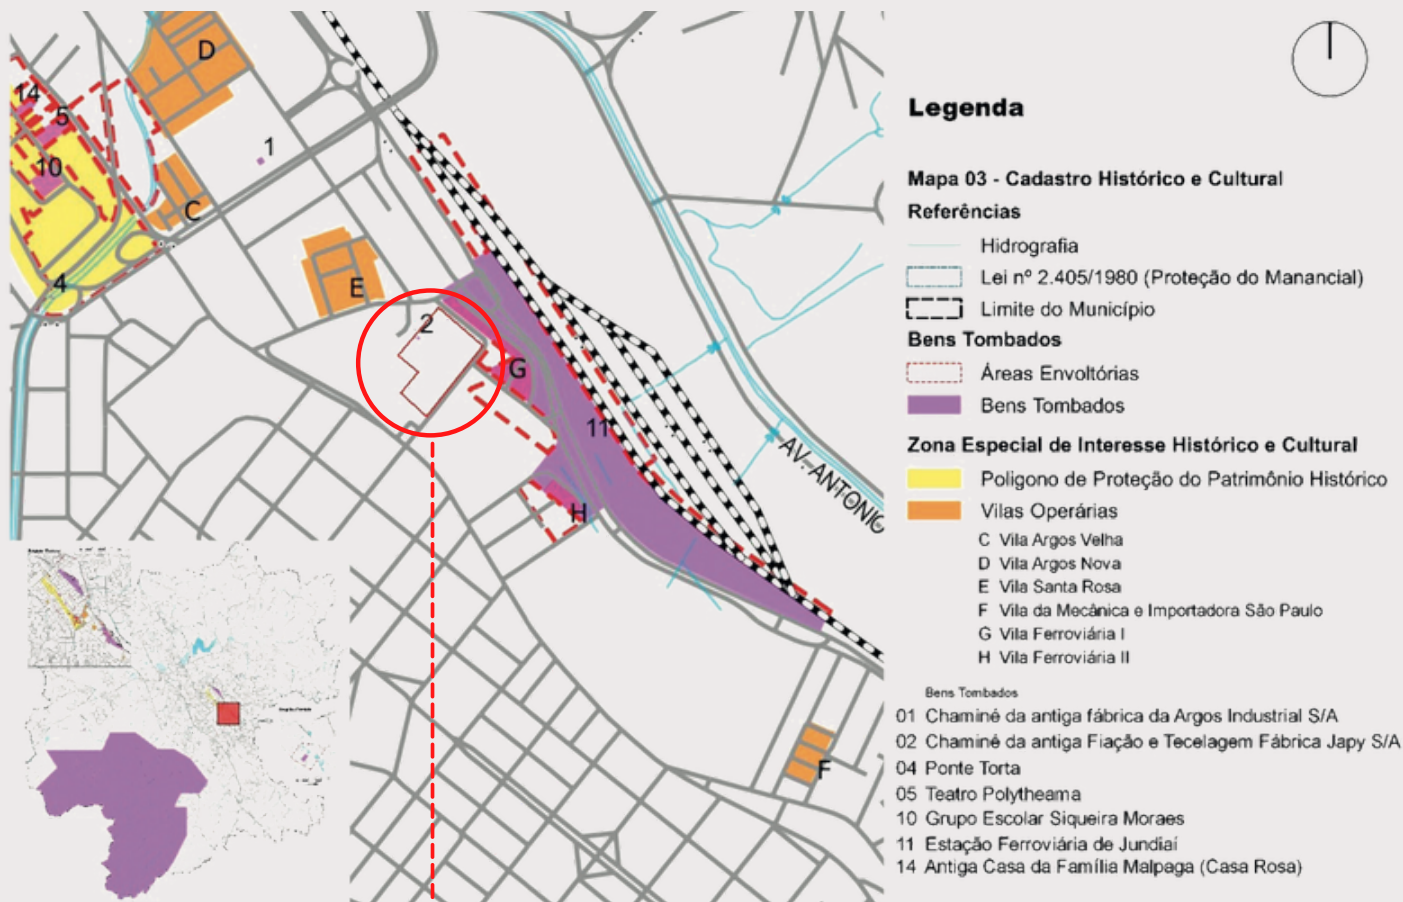 D
14
5
1
10
C
4
E
2
G
11
H
AV. ANTONIO
F
Legenda
Mapa 03 - Cadastro Histórico e Cultural
Referências
Hidrografia
Lei nº 2.405/1980 (Proteção do Manancial)
Limite do Município
Bens Tombados
Áreas Envoltórias
Bens Tombados
Zona Especial de Interesse Histórico e Cultural
Poligono de Proteção do Patrimônio Histórico
Vilas Operárias
C Vila Argos Velha
D Vila Argos Nova
E Vila Santa Rosa
F Vila da Mecânica e Importadora São Paulo
G Vila Ferroviária I
H Vila Ferroviária II
Bens Tombados
01 Chaminé da antiga fábrica da Argos Industrial S/A
02 Chaminé da antiga Fiação e Tecelagem Fábrica Japy S/A
04 Ponte Torta
05 Teatro Polytheama
10 Grupo Escolar Siqueira Moraes
11 Estação Ferroviária de Jundiaí
14 Antiga Casa da Família Malpaga (Casa Rosa)